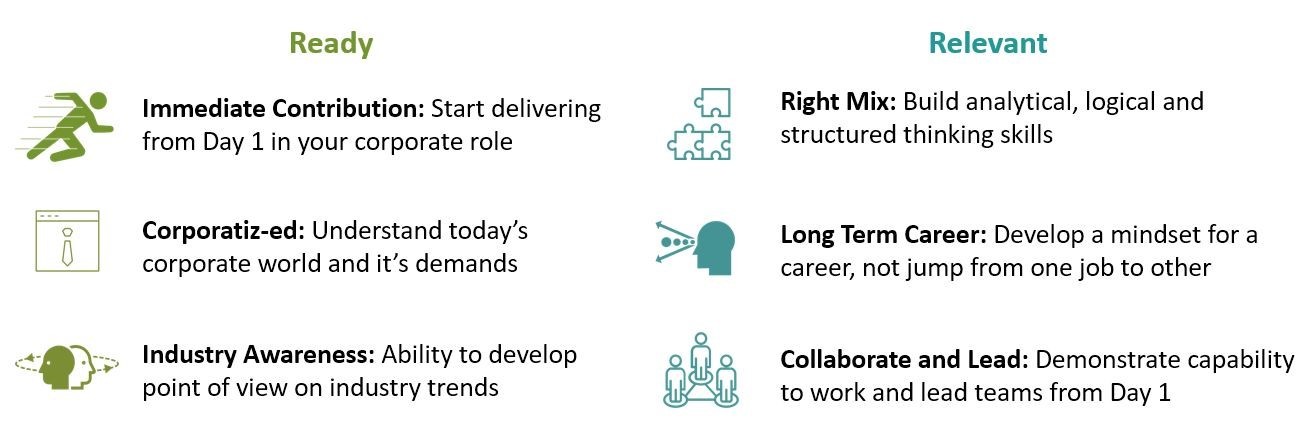 Ready
Immediate Contribution: Start delivering
from Day 1 in your corporate role
Corporatiz-ed: Understand today’s
corporate world and it’s demands
Industry Awareness: Ability to develop
point of view on industry trends
Relevant
Right Mix: Build analytical, logical and
structured thinking skills
Long Term Career: Develop a mindset for a
career, not jump from one job to other
Collaborate and Lead: Demonstrate capability
to work and lead teams from Day 1